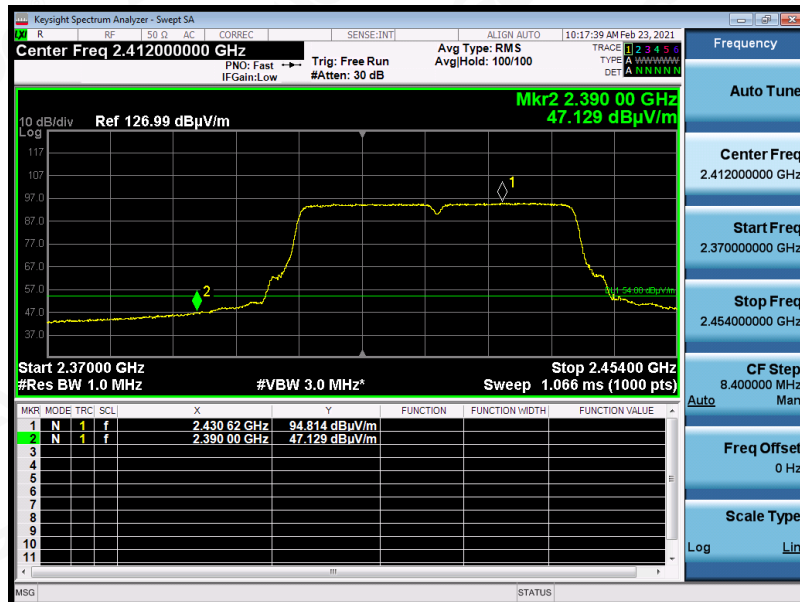 Keysight Spectrum Analyzer - Swept SA
LXI R RF 50 Ω AC CORREC SENSE:INT ALIGN AUTO 10:17:39 AM Feb 23, 2021
Center Freq 2.412000000 GHz
PNO: Fast
IFGain:Low
Trig: Free Run
#Atten: 30 dB
Avg Type: RMS
Avg|Hold: 100/100
TRACE 1 2 3 4 5 6
TYPE A WWWWW
DET A N N N N N
Mkr2 2.390 00 GHz
47.129 dBµV/m
10 dB/div Ref 126.99 dBµV/m
Log
117
107
97.0
87.0
77.0
67.0
57.0
47.0
37.0
1
2
DL1 54.00 dBµV/m
Start 2.37000 GHz Stop 2.45400 GHz
#Res BW 1.0 MHz #VBW 3.0 MHz* Sweep 1.066 ms (1000 pts)
MKR MODE TRC SCL X Y FUNCTION FUNCTION WIDTH FUNCTION VALUE
1 N 1 f 2.430 62 GHz 94.814 dBµV/m
2 N 1 f 2.390 00 GHz 47.129 dBµV/m
3
4
5
6
7
8
9
10
11
MSG STATUS
Frequency
Auto Tune
Center Freq
2.412000000 GHz
Start Freq
2.370000000 GHz
Stop Freq
2.454000000 GHz
CF Step
8.400000 MHz
Auto Man
Freq Offset
0 Hz
Scale Type
Log Lin